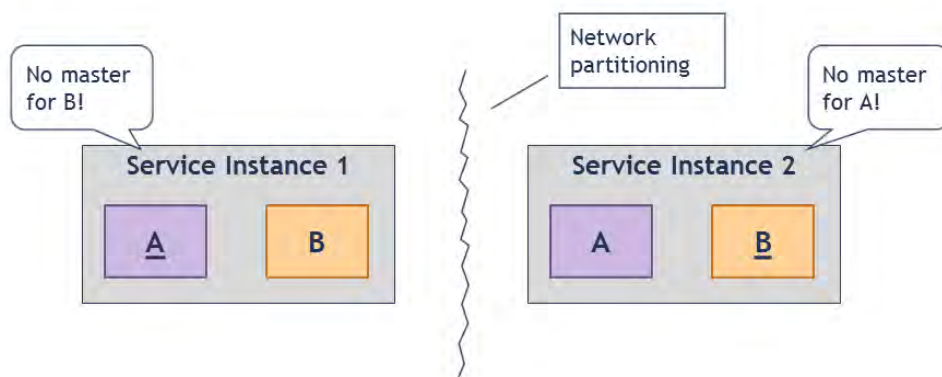 Network
partitioning
No master
for B!
No master
for A!
Service Instance 1
A
B
Service Instance 2
A
B